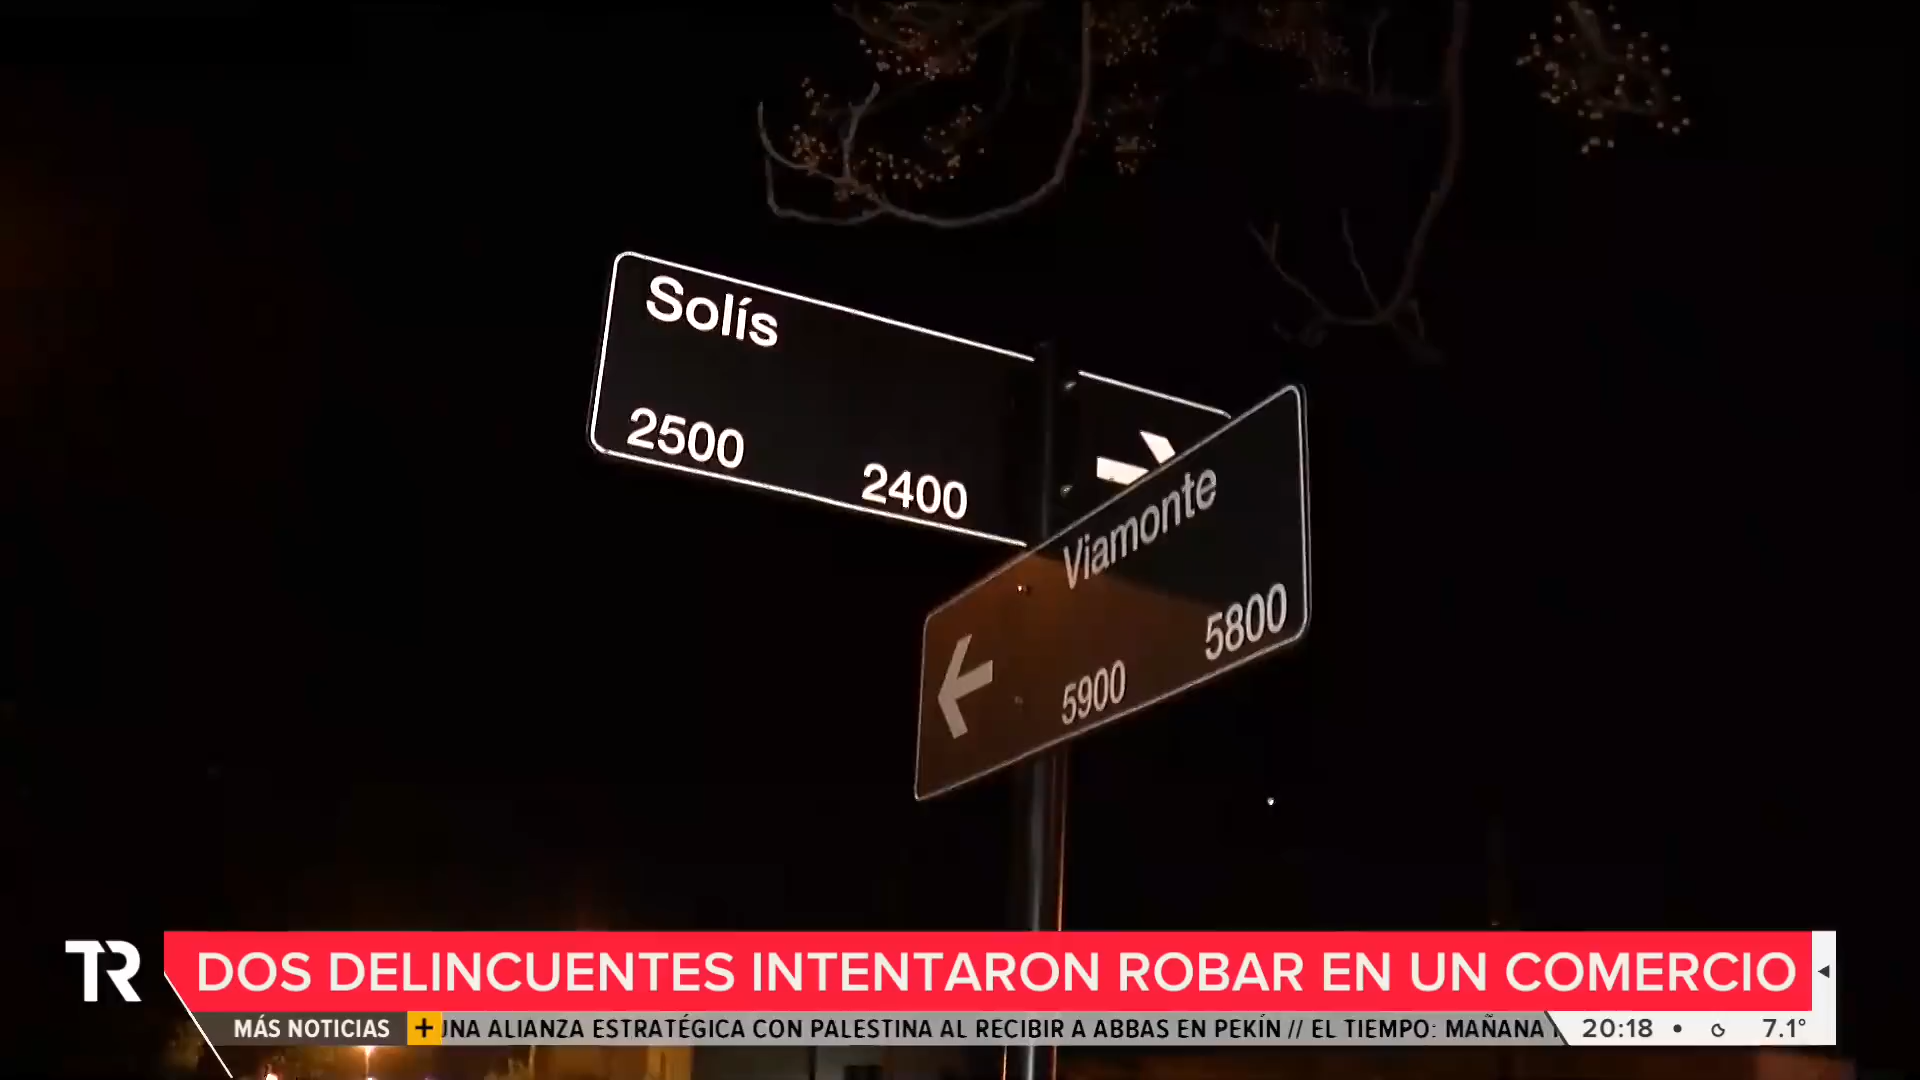 Solís
2500 2400
Viamonte
5900 5800
TR
DOS DELINCUENTES INTENTARON ROBAR EN UN COMERCIO
MÁS NOTICIAS + UNA ALIANZA ESTRATÉGICA CON PALESTINA AL RECIBIR A ABBAS EN PEKÍN // EL TIEMPO: MAÑANA
20:18 • 7.1°